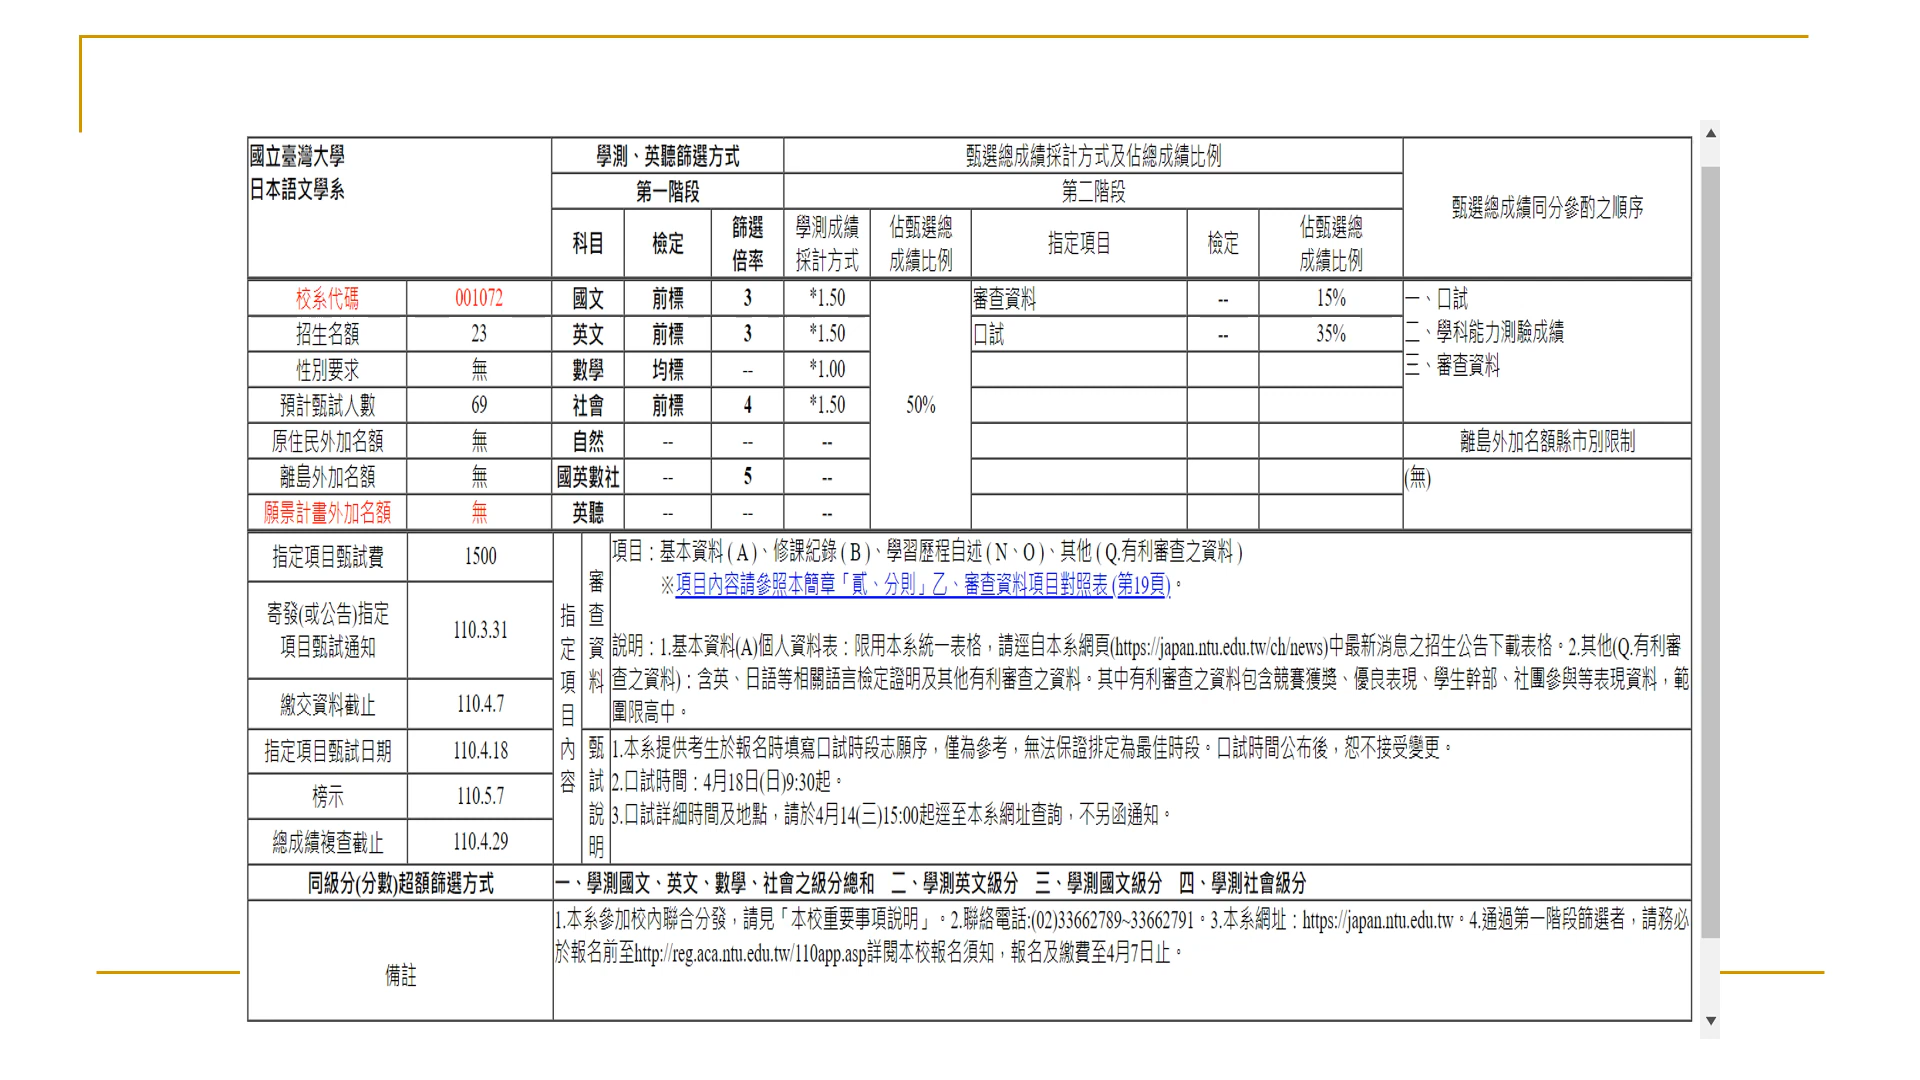 國立臺灣大學
日本語文學系
學測、英聽篩選方式
甄選總成績採計方式及佔總成績比例
甄選總成績同分參酌之順序
第一階段
第二階段
科目
檢定
篩選
倍率
學測成績
採計方式
佔甄選總
成績比例
指定項目
檢定
佔甄選總
成績比例
校系代碼 001072 國文 前標 3 *1.50 審查資料 -- 15% 一、口試
招生名額 23 英文 前標 3 *1.50 口試 -- 35% 二、學科能力測驗成績
性別要求 無 數學 均標 -- *1.00 三、審查資料
預計甄試人數 69 社會 前標 4 *1.50 50%
原住民外加名額 無 自然 -- -- -- 離島外加名額縣市別限制
離島外加名額 無 國英數社 -- 5 -- (無)
願景計畫外加名額 無 英聽 -- -- --
指定項目甄試費 1500
寄發(或公告)指定
項目甄試通知
110.3.31
繳交資料截止 110.4.7
指定項目甄試日期 110.4.18
榜示 110.5.7
總成績複查截止 110.4.29
指定項目內容
審查資料
項目：基本資料 ( A )、修課紀錄 ( B )、學習歷程自述 ( N、O )、其他 ( Q.有利審查之資料 )
※項目內容請參照本簡章「貳、分則」乙、審查資料項目對照表 (第19頁)。
說明：1.基本資料(A)個人資料表：限用本系統一表格，請逕自本系網頁(https://japan.ntu.edu.tw/ch/news)中最新消息之招生公告下載表格。2.其他(Q.有利審
查之資料)：含英、日語等相關語言檢定證明及其他有利審查之資料。其中有利審查之資料包含競賽獲獎、優良表現、學生幹部、社團參與等表現資料，範
圍限高中。
甄試說明
1.本系提供考生於報名時填寫口試時段志願序，僅為參考，無法保證排定為最佳時段。口試時間公布後，恕不接受變更。
2.口試時間：4月18日(日)9:30起。
3.口試詳細時間及地點，請於4月14(三)15:00起逕至本系網址查詢，不另函通知。
同級分(分數)超額篩選方式 一、學測國文、英文、數學、社會之級分總和 二、學測英文級分 三、學測國文級分 四、學測社會級分
備註
1.本系參加校內聯合分發，請見「本校重要事項說明」。2.聯絡電話:(02)33662789~33662791。3.本系網址：https://japan.ntu.edu.tw。4.通過第一階段篩選者，請務必
於報名前至http://reg.aca.ntu.edu.tw/110app.asp詳閱本校報名須知，報名及繳費至4月7日止。